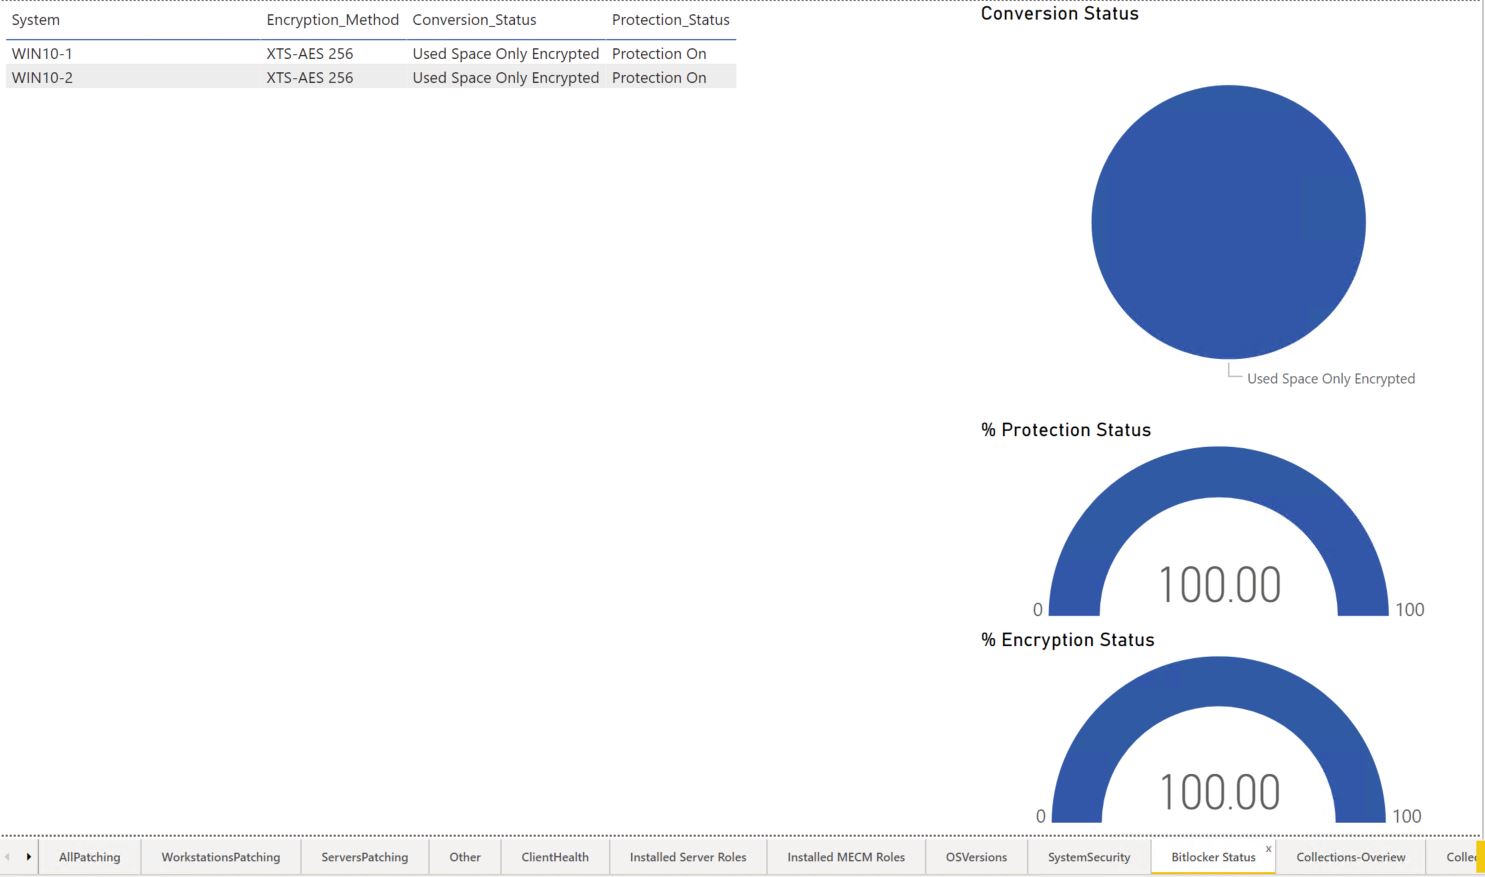 System Encryption_Method Conversion_Status Protection_Status
WIN10-1 XTS-AES 256 Used Space Only Encrypted Protection On
WIN10-2 XTS-AES 256 Used Space Only Encrypted Protection On
Conversion Status
Used Space Only Encrypted
% Protection Status
100.00
0 100
% Encryption Status
100.00
0 100
AllPatching WorkstationsPatching ServersPatching Other ClientHealth Installed Server Roles Installed MECM Roles OSVersions SystemSecurity Bitlocker Status x Collections-Overiew Collec